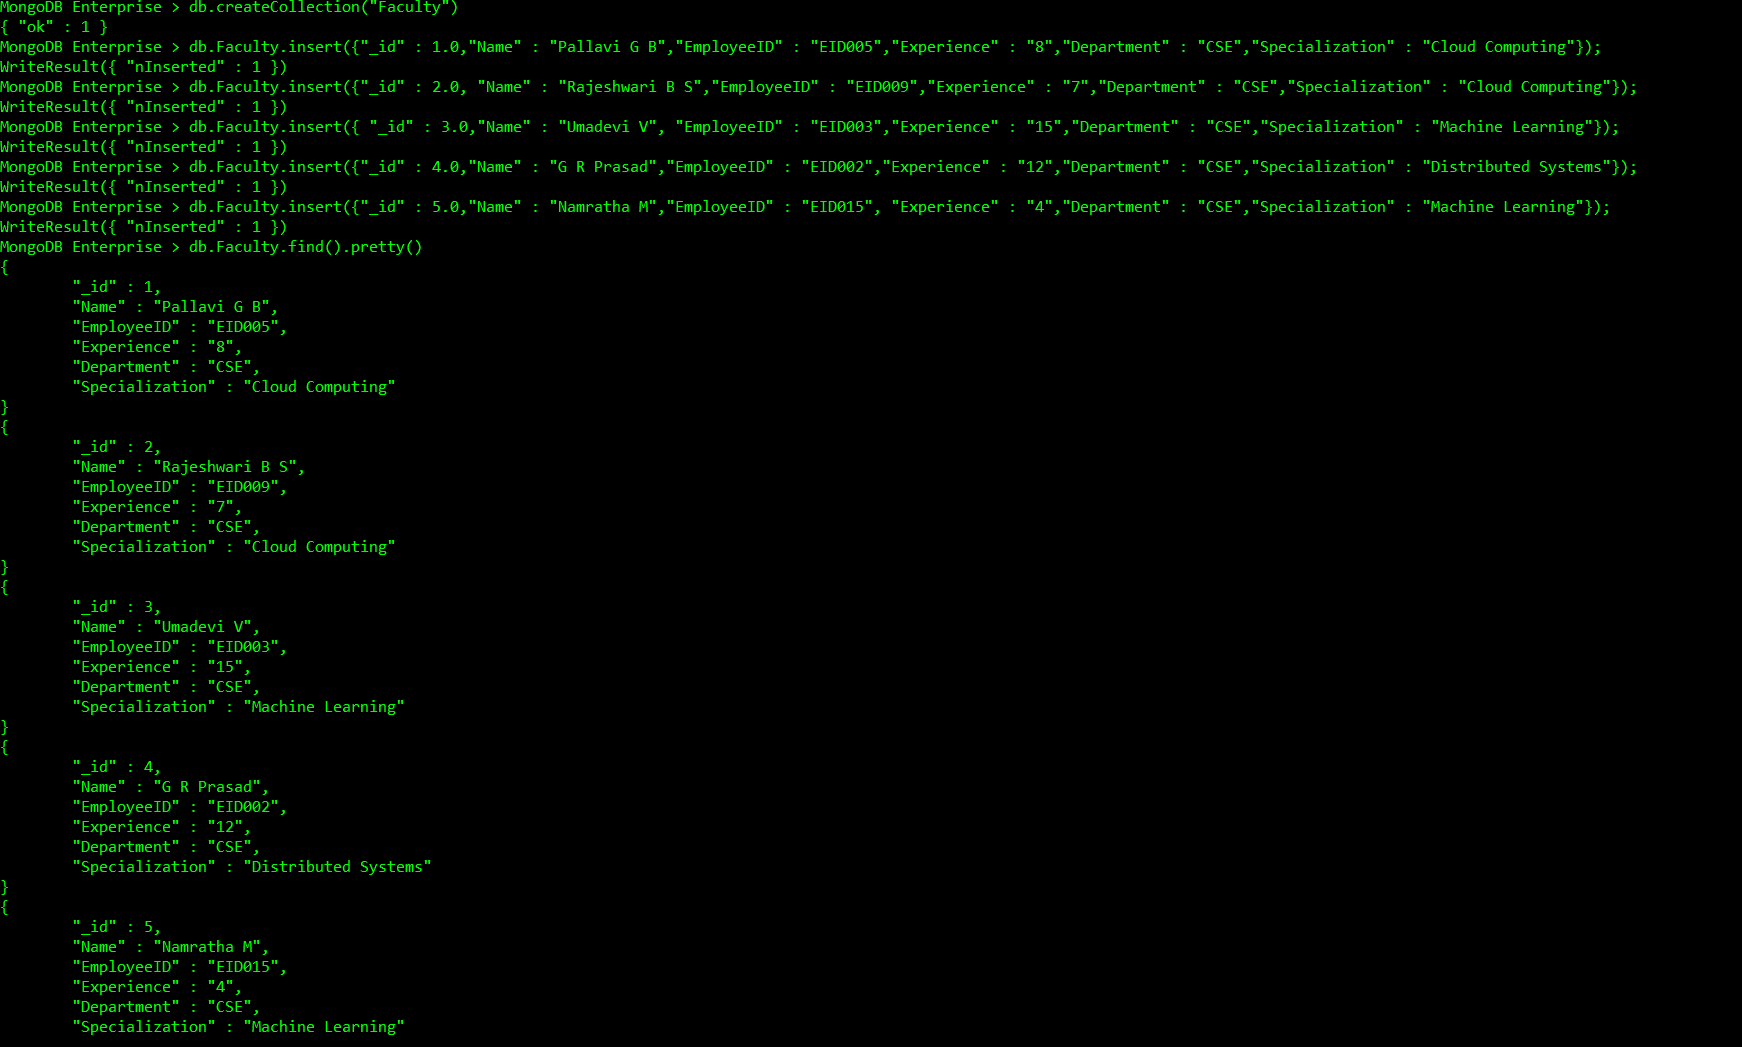 MongoDB Enterprise > db.createCollection("Faculty")
{ "ok" : 1 }
MongoDB Enterprise > db.Faculty.insert({"_id" : 1.0,"Name" : "Pallavi G B","EmployeeID" : "EID005","Experience" : "8","Department" : "CSE","Specialization" : "Cloud Computing"});
WriteResult({ "nInserted" : 1 })
MongoDB Enterprise > db.Faculty.insert({"_id" : 2.0, "Name" : "Rajeshwari B S","EmployeeID" : "EID009","Experience" : "7","Department" : "CSE","Specialization" : "Cloud Computing"});
WriteResult({ "nInserted" : 1 })
MongoDB Enterprise > db.Faculty.insert({ "_id" : 3.0,"Name" : "Umadevi V", "EmployeeID" : "EID003","Experience" : "15","Department" : "CSE","Specialization" : "Machine Learning"});
WriteResult({ "nInserted" : 1 })
MongoDB Enterprise > db.Faculty.insert({"_id" : 4.0,"Name" : "G R Prasad","EmployeeID" : "EID002","Experience" : "12","Department" : "CSE","Specialization" : "Distributed Systems"});
WriteResult({ "nInserted" : 1 })
MongoDB Enterprise > db.Faculty.insert({"_id" : 5.0,"Name" : "Namratha M","EmployeeID" : "EID015", "Experience" : "4","Department" : "CSE","Specialization" : "Machine Learning"});
WriteResult({ "nInserted" : 1 })
MongoDB Enterprise > db.Faculty.find().pretty()
{
        "_id" : 1,
        "Name" : "Pallavi G B",
        "EmployeeID" : "EID005",
        "Experience" : "8",
        "Department" : "CSE",
        "Specialization" : "Cloud Computing"
}
{
        "_id" : 2,
        "Name" : "Rajeshwari B S",
        "EmployeeID" : "EID009",
        "Experience" : "7",
        "Department" : "CSE",
        "Specialization" : "Cloud Computing"
}
{
        "_id" : 3,
        "Name" : "Umadevi V",
        "EmployeeID" : "EID003",
        "Experience" : "15",
        "Department" : "CSE",
        "Specialization" : "Machine Learning"
}
{
        "_id" : 4,
        "Name" : "G R Prasad",
        "EmployeeID" : "EID002",
        "Experience" : "12",
        "Department" : "CSE",
        "Specialization" : "Distributed Systems"
}
{
        "_id" : 5,
        "Name" : "Namratha M",
        "EmployeeID" : "EID015",
        "Experience" : "4",
        "Department" : "CSE",
        "Specialization" : "Machine Learning"